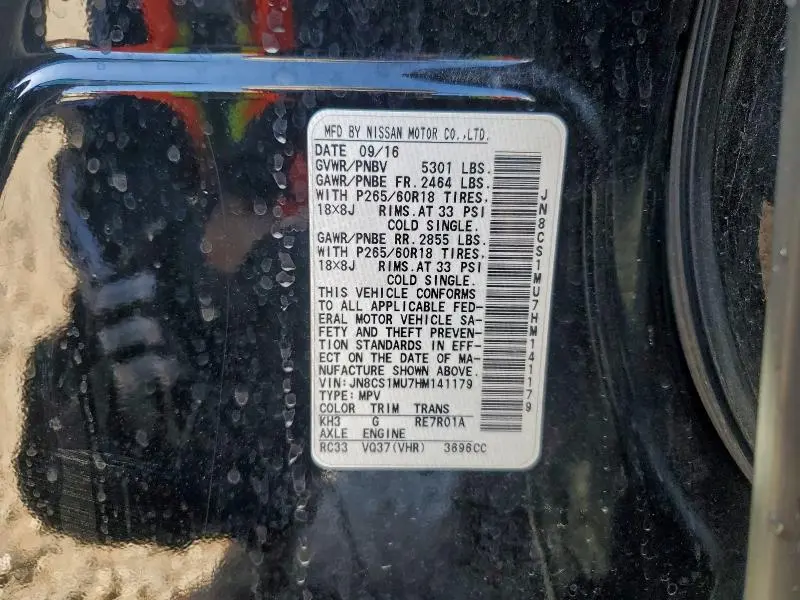 MFD BY NISSAN MOTOR CO.,LTD.
DATE 09/16
GVWR/PNBV 5301 LBS.
GAWR/PNBE FR. 2464 LBS.
WITH P265/60R18 TIRES.
18X8J RIMS.AT 33 PSI
COLD SINGLE.
GAWR/PNBE RR. 2855 LBS.
WITH P265/60R18 TIRES.
18X8J RIMS.AT 33 PSI
COLD SINGLE.
THIS VEHICLE CONFORMS
TO ALL APPLICABLE FED-
ERAL MOTOR VEHICLE SA-
FETY AND THEFT PREVEN-
TION STANDARDS IN EFF-
ECT ON THE DATE OF MA-
NUFACTURE SHOWN ABOVE.
VIN:JN8CS1MU7HM141179
TYPE:MPV
COLOR TRIM TRANS
KH3 G RE7R01A
AXLE ENGINE
RC33 VQ37(VHR) 3696CC
JN8CS1MU7HM141179